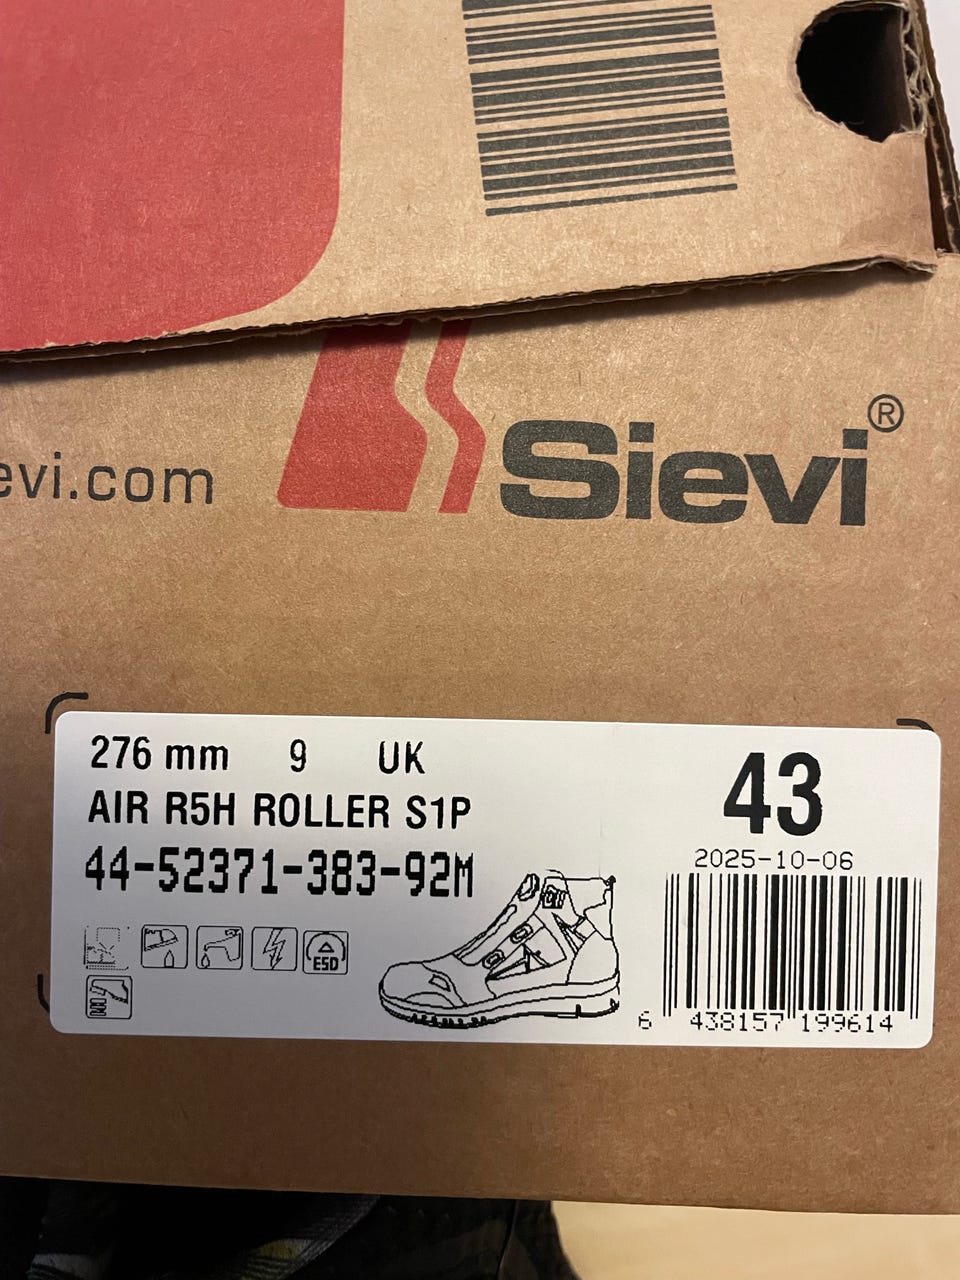 Sievi®
evi.com
276 mm 9 UK
AIR R5H ROLLER S1P
44-52371-383-92M
ESD
43
2025-10-06
6 438157 199614